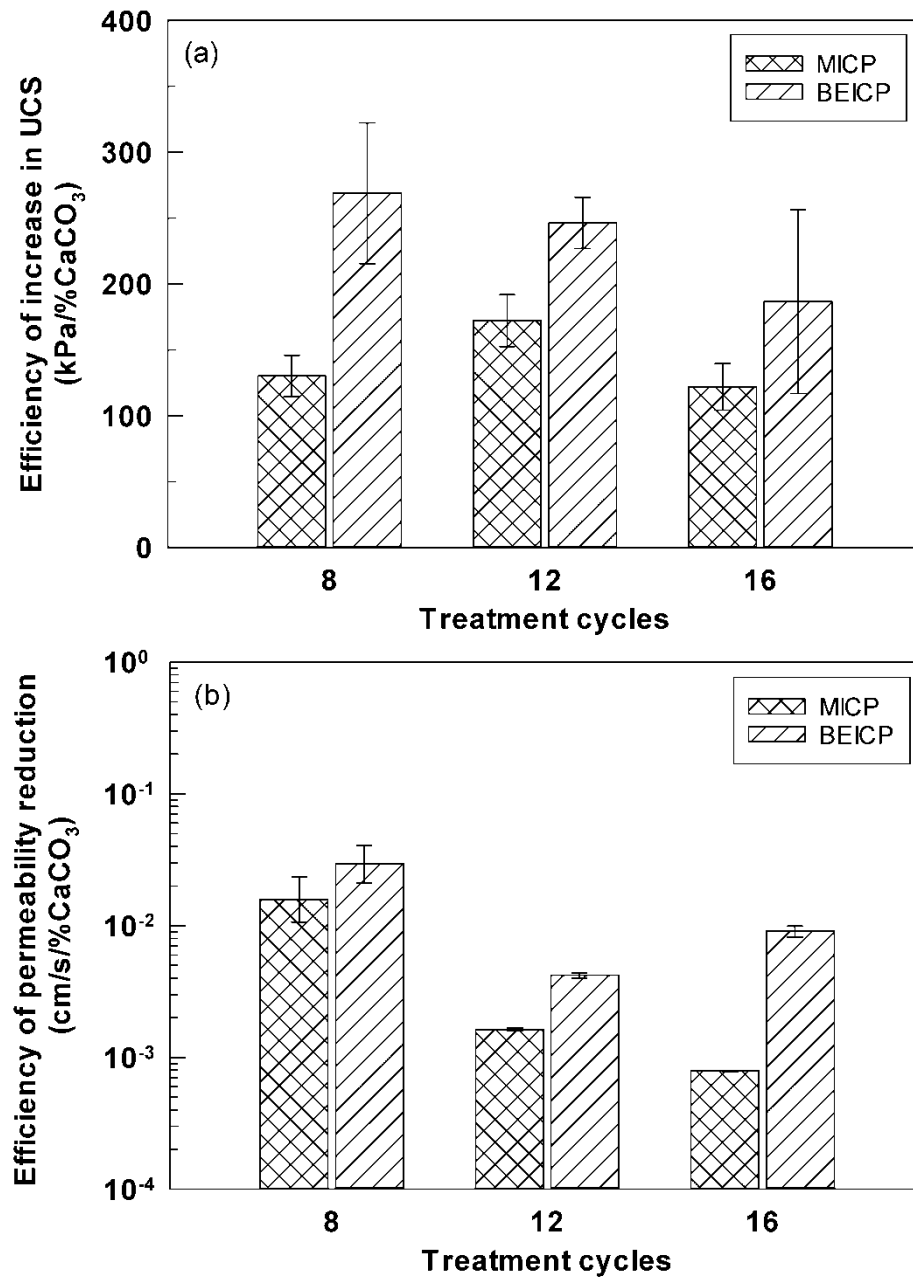 (a)
Efficiency of increase in UCS
(kPa/%CaCO₃)
400
300
200
100
0
MICP
BEICP
8 12 16
Treatment cycles
(b)
Efficiency of permeability reduction
(cm/s/%CaCO₃)
10⁰
10⁻¹
10⁻²
10⁻³
10⁻⁴
MICP
BEICP
8 12 16
Treatment cycles